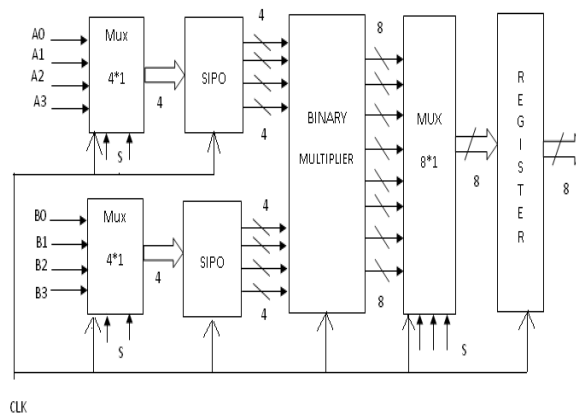 A0
A1
A2
A3
Mux
4*1
4
S
SIPO
4
4
B0
B1
B2
B3
Mux
4*1
4
S
SIPO
4
4
BINARY
MULTIPLIER
8
8
MUX
8*1
S
8
REGISTER
8
CLK